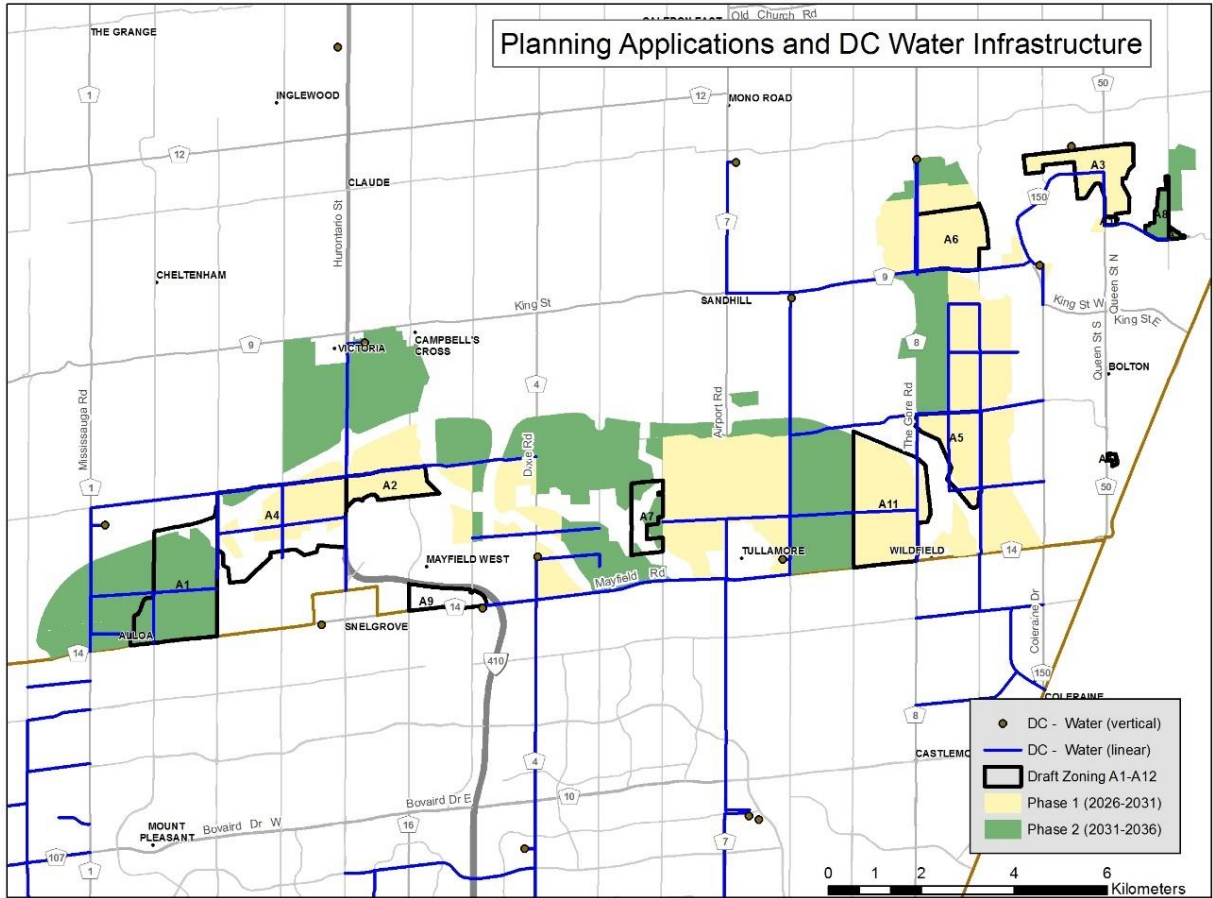 Planning Applications and DC Water Infrastructure
Old Church Rd
THE GRANGE
1
50
INGLEWOOD
12
MONO ROAD
12
CLAUDE
A3
150
7
Hurontario St
A8
A6
CHELTENHAM
9
SANDHILL
King St
King St W
King St E
Queen St N
Queen St S
CAMPBELL'S
CROSS
VICTORIA
9
8
BOLTON
4
Mississauga Rd
Airport Rd
The Gore Rd
Dixie Rd
A5
1
50
A2
A4
A7
A11
TULLAMORE
WILDFIELD
14
MAYFIELD WEST
Mayfield Rd
A1
A9
14
SNELGROVE
ALLOA
14
Coleraine Dr
410
150
COLERAINE
8
4
Bovaird Dr E
10
MOUNT
PLEASANT
Bovaird Dr W
16
7
107
1
DC - Water (vertical)
DC - Water (linear)
Draft Zoning A1-A12
Phase 1 (2026-2031)
Phase 2 (2031-2036)
0 1 2 4 6
Kilometers